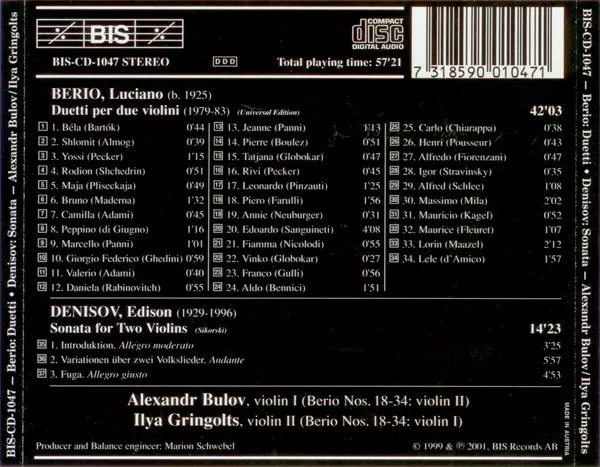 BIS
COMPACT
disc
DIGITAL AUDIO
BIS-CD-1047 STEREO
D D D
Total playing time: 57'21
7 318590 010471
BERIO, Luciano (b. 1925)
Duetti per due violini (1979-83) (Universal Edition) 42'03
1 1. Béla (Bartók) 0'44
2 2. Shlomit (Almog) 0'39
3 3. Yossi (Pecker) 1'15
4 4. Rodion (Shchedrin) 0'51
5 5. Maja (Pliseckaja) 0'49
6 6. Bruno (Maderna) 1'32
7 7. Camilla (Adami) 0'45
8 8. Peppino (di Giugno) 1'16
9 9. Marcello (Panni) 1'01
10 10. Giorgio Federico (Ghedini) 0'59
11 11. Valerio (Adami) 0'40
12 12. Daniela (Rabinovitch) 0'55
13 13. Jeanne (Panni) 1'13
14 14. Pierre (Boulez) 0'51
15 15. Tatjana (Globokar) 0'47
16 16. Rivi (Pecker) 0'45
17 17. Leonardo (Pinzauti) 1'25
18 18. Piero (Farulli) 1'56
19 19. Annie (Neuburger) 0'31
20 20. Edoardo (Sanguineti) 4'08
21 21. Fiamma (Nicolodi) 0'55
22 22. Vinko (Globokar) 0'27
23 23. Franco (Gulli) 0'56
24 24. Aldo (Bennici) 1'51
25 25. Carlo (Chiarappa) 0'38
26 26. Henri (Pousseur) 0'43
27 27. Alfredo (Fiorenzani) 0'47
28 28. Igor (Stravinsky) 0'35
29 29. Alfred (Schlee) 1'08
30 30. Massimo (Mila) 2'02
31 31. Mauricio (Kagel) 0'52
32 32. Maurice (Fleuret) 1'07
33 33. Lorin (Maazel) 2'12
34 34. Lele (d'Amico) 1'57
DENISOV, Edison (1929-1996)
Sonata for Two Violins (Sikorski) 14'23
35 1. Introduktion. Allegro moderato 3'25
36 2. Variationen über zwei Volkslieder. Andante 5'57
37 3. Fuga. Allegro giusto 4'53
Alexandr Bulov, violin I (Berio Nos. 18-34: violin II)
Ilya Gringolts, violin II (Berio Nos. 18-34: violin I)
Producer and Balance engineer: Marion Schwebel
© 1999 & ℗ 2001, BIS Records AB
MADE IN AUSTRIA
BIS-CD-1047 — Berio: Duetti • Denisov: Sonata — Alexandr Bulov/Ilya Gringolts
BIS-CD-1047 — Berio: Duetti • Denisov: Sonata — Alexandr Bulov/Ilya Gringolts